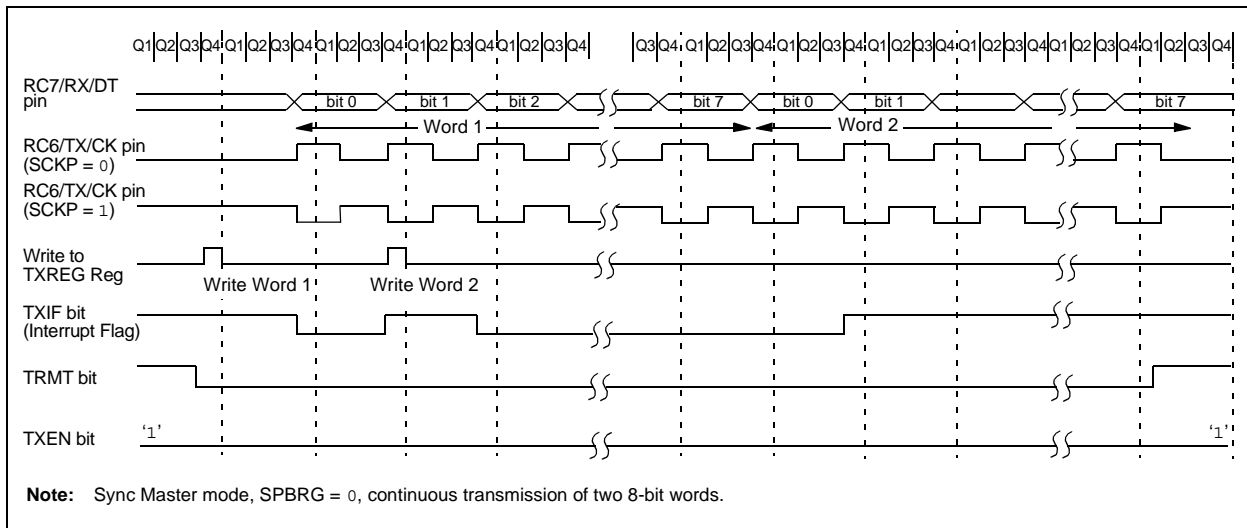 Q1 Q2 Q3 Q4 Q1 Q2 Q3 Q4 Q1 Q2 Q3 Q4 Q1 Q2 Q3 Q4 Q1 Q2 Q3 Q4 Q3 Q4 Q1 Q2 Q3 Q4 Q1 Q2 Q3 Q4 Q1 Q2 Q3 Q4 Q1 Q2 Q3 Q4 Q1 Q2 Q3 Q4 Q1 Q2 Q3 Q4
RC7/RX/DT
pin
bit 0 bit 1 bit 2 bit 7 bit 0 bit 1 bit 7
Word 1 Word 2
RC6/TX/CK pin
(SCKP = 0)
RC6/TX/CK pin
(SCKP = 1)
Write to
TXREG Reg
Write Word 1 Write Word 2
TXIF bit
(Interrupt Flag)
TRMT bit
TXEN bit
‘1’ ‘1’
Note: Sync Master mode, SPBRG = 0, continuous transmission of two 8-bit words.